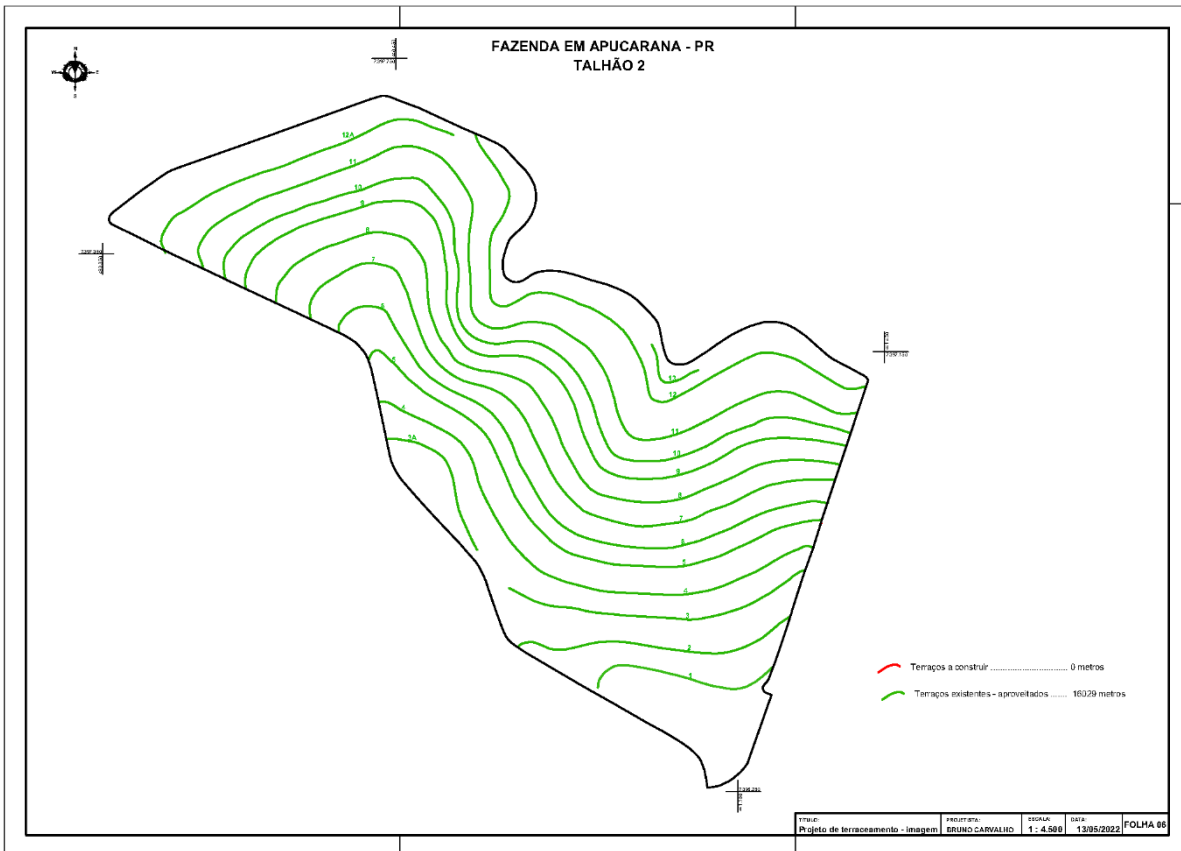 FAZENDA EM APUCARANA - PR
TALHÃO 2
N
12A
11
10
9
8
7
6
5
4
3A
13
12
11
10
9
8
7
6
5
4
3
2
1
Terraços a construir ................................ 0 metros
Terraços existentes - aproveitados ....... 16929 metros
TÍTULO:
Projeto de terraceamento - imagem
PROJETISTA:
BRUNO CARVALHO
ESCALA:
1 : 4.500
DATA:
13/05/2022
FOLHA 06